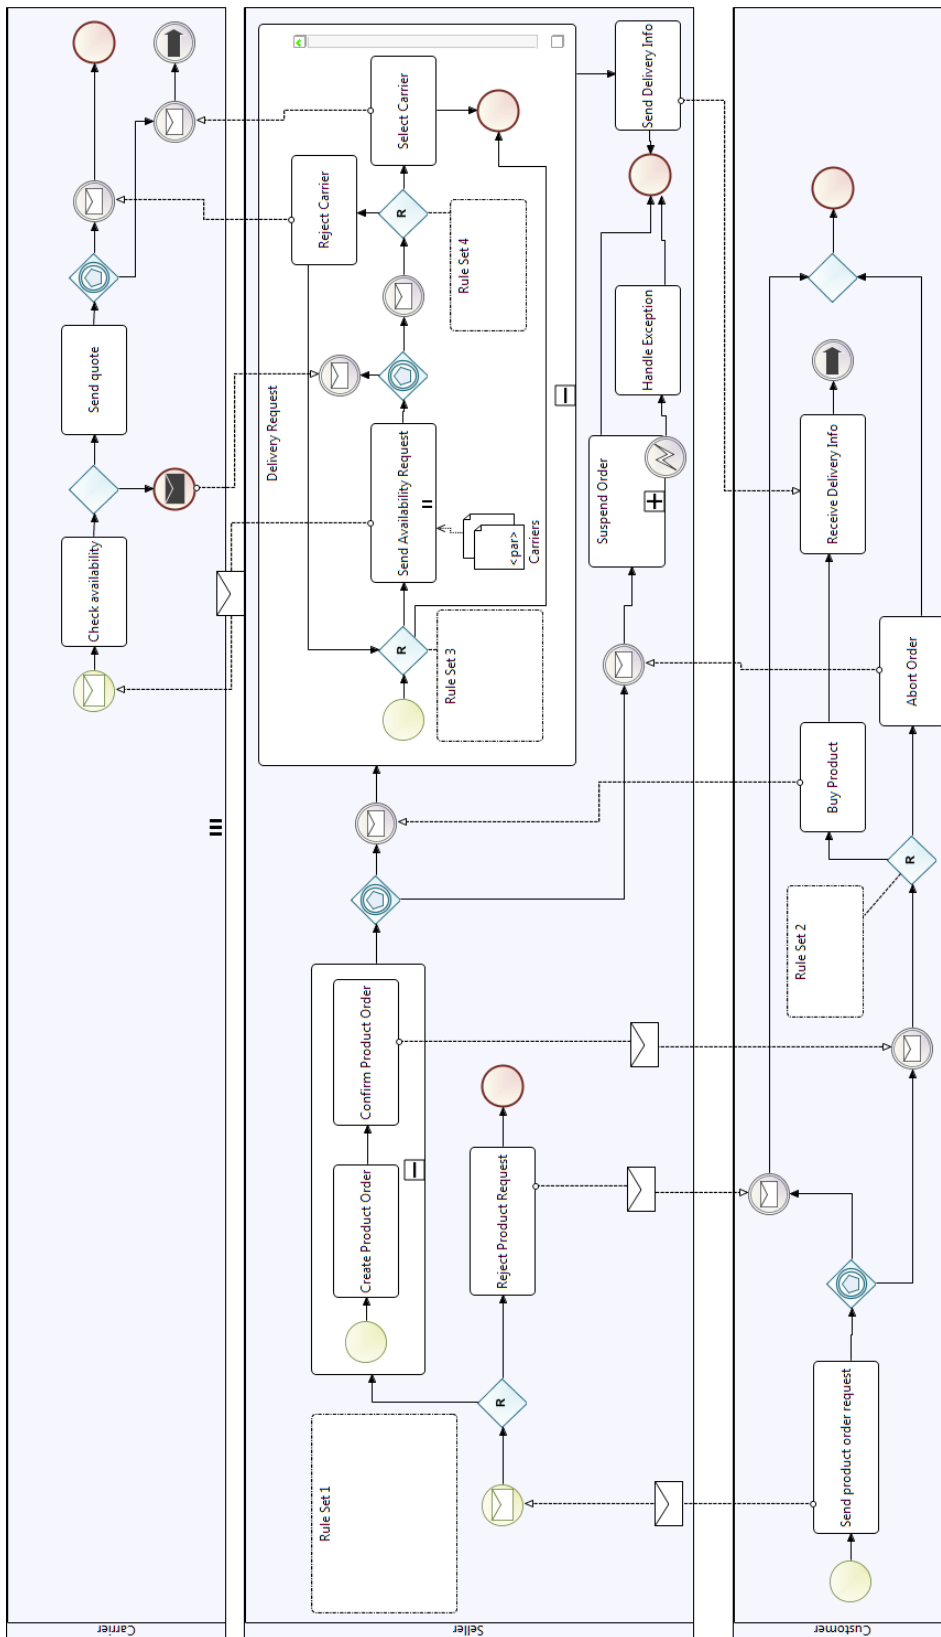 Carrier
Check availability
Send quote
Seller
Rule Set 1
Create Product Order
Confirm Product Order
Reject Product Request
R
Delivery Request
R
Rule Set 3
Send Availability Request
<par>
Carriers
Reject Carrier
R
Rule Set 4
Select Carrier
Suspend Order
Handle Exception
Send Delivery Info
Customer
Send product order request
Rule Set 2
R
Buy Product
Abort Order
Receive Delivery Info